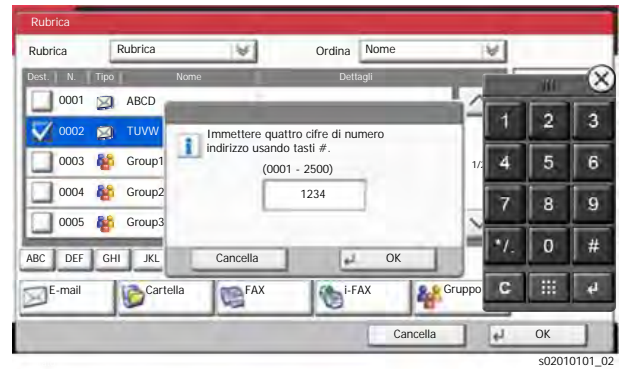 Rubrica
Rubrica Rubrica Ordina Nome
Dest. N. Tipo Nome Dettagli
0001 ABCD
0002 TUVW
0003 Group1
0004 Group2
0005 Group3
1/
Immettere quattro cifre di numero
indirizzo usando tasti #.
(0001 - 2500)
1234
Cancella OK
ABC DEF GHI JKL
E-mail Cartella FAX i-FAX Gruppo
Cancella OK
1 2 3
4 5 6
7 8 9
*/. 0 #
C
s02010101_02